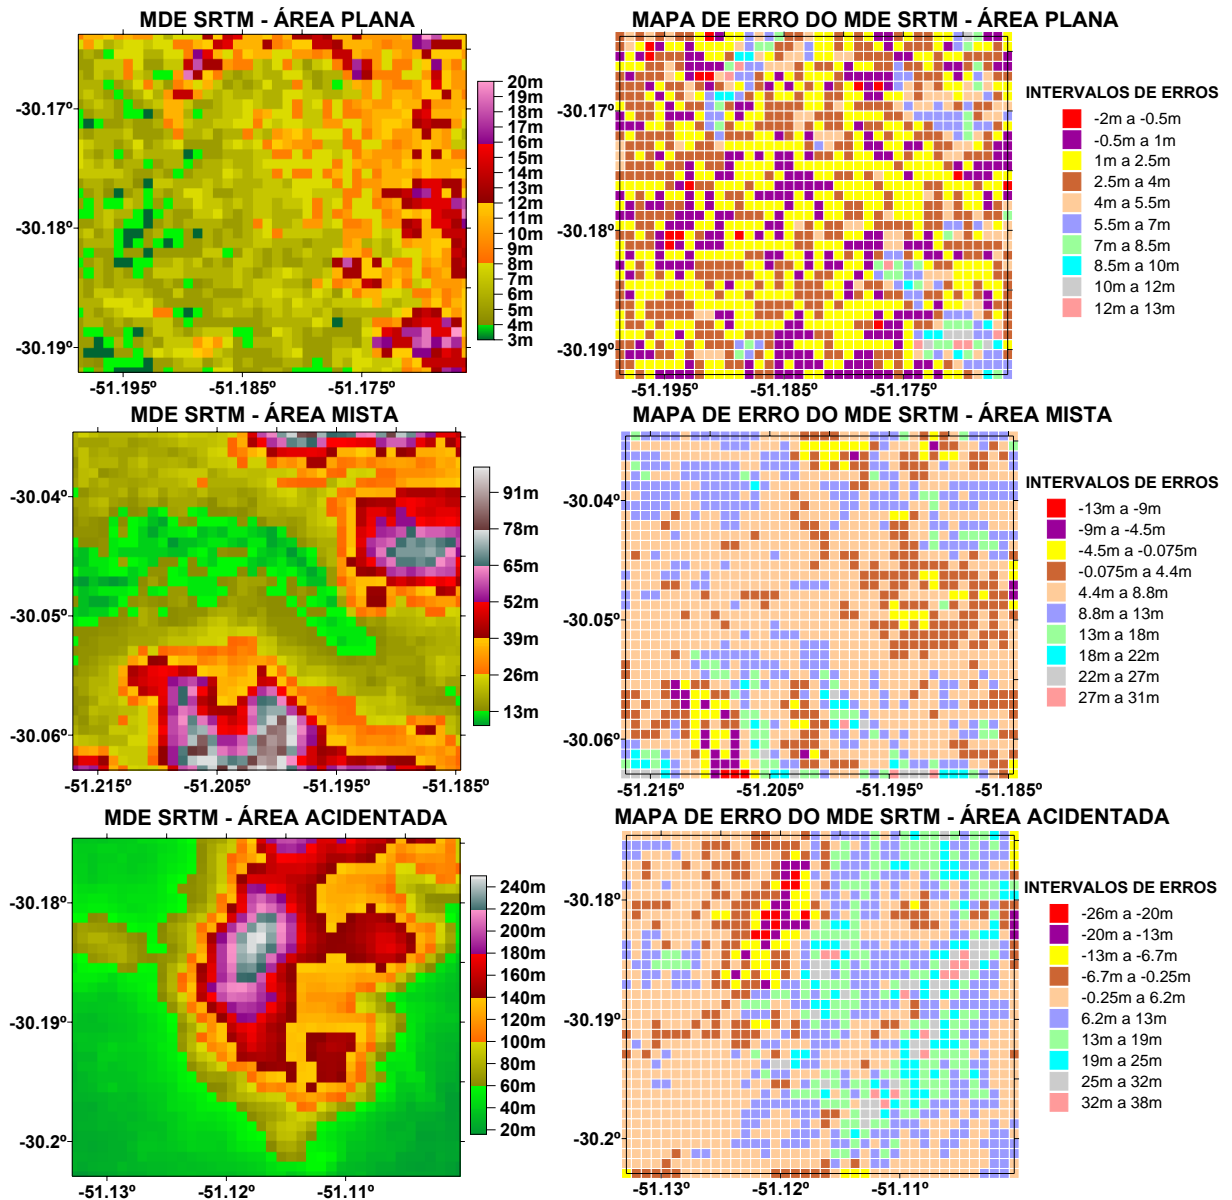 MDE SRTM - ÁREA PLANA
-30.17º
-30.18º
-30.19º
-51.195º
-51.185º
-51.175º
20m
19m
18m
17m
16m
15m
14m
13m
12m
11m
10m
9m
8m
7m
6m
5m
4m
3m
MAPA DE ERRO DO MDE SRTM - ÁREA PLANA
-30.17º
-30.18º
-30.19º
-51.195º
-51.185º
-51.175º
INTERVALOS DE ERROS
-2m a -0.5m
-0.5m a 1m
1m a 2.5m
2.5m a 4m
4m a 5.5m
5.5m a 7m
7m a 8.5m
8.5m a 10m
10m a 12m
12m a 13m
MDE SRTM - ÁREA MISTA
-30.04º
-30.05º
-30.06º
-51.215º
-51.205º
-51.195º
-51.185º
91m
78m
65m
52m
39m
26m
13m
MAPA DE ERRO DO MDE SRTM - ÁREA MISTA
-30.04º
-30.05º
-30.06º
-51.215º
-51.205º
-51.195º
-51.185º
INTERVALOS DE ERROS
-13m a -9m
-9m a -4.5m
-4.5m a -0.075m
-0.075m a 4.4m
4.4m a 8.8m
8.8m a 13m
13m a 18m
18m a 22m
22m a 27m
27m a 31m
MDE SRTM - ÁREA ACIDENTADA
-30.18º
-30.19º
-30.2º
-51.13º
-51.12º
-51.11º
240m
220m
200m
180m
160m
140m
120m
100m
80m
60m
40m
20m
MAPA DE ERRO DO MDE SRTM - ÁREA ACIDENTADA
-30.18º
-30.19º
-30.2º
-51.13º
-51.12º
-51.11º
INTERVALOS DE ERROS
-26m a -20m
-20m a -13m
-13m a -6.7m
-6.7m a -0.25m
-0.25m a 6.2m
6.2m a 13m
13m a 19m
19m a 25m
25m a 32m
32m a 38m